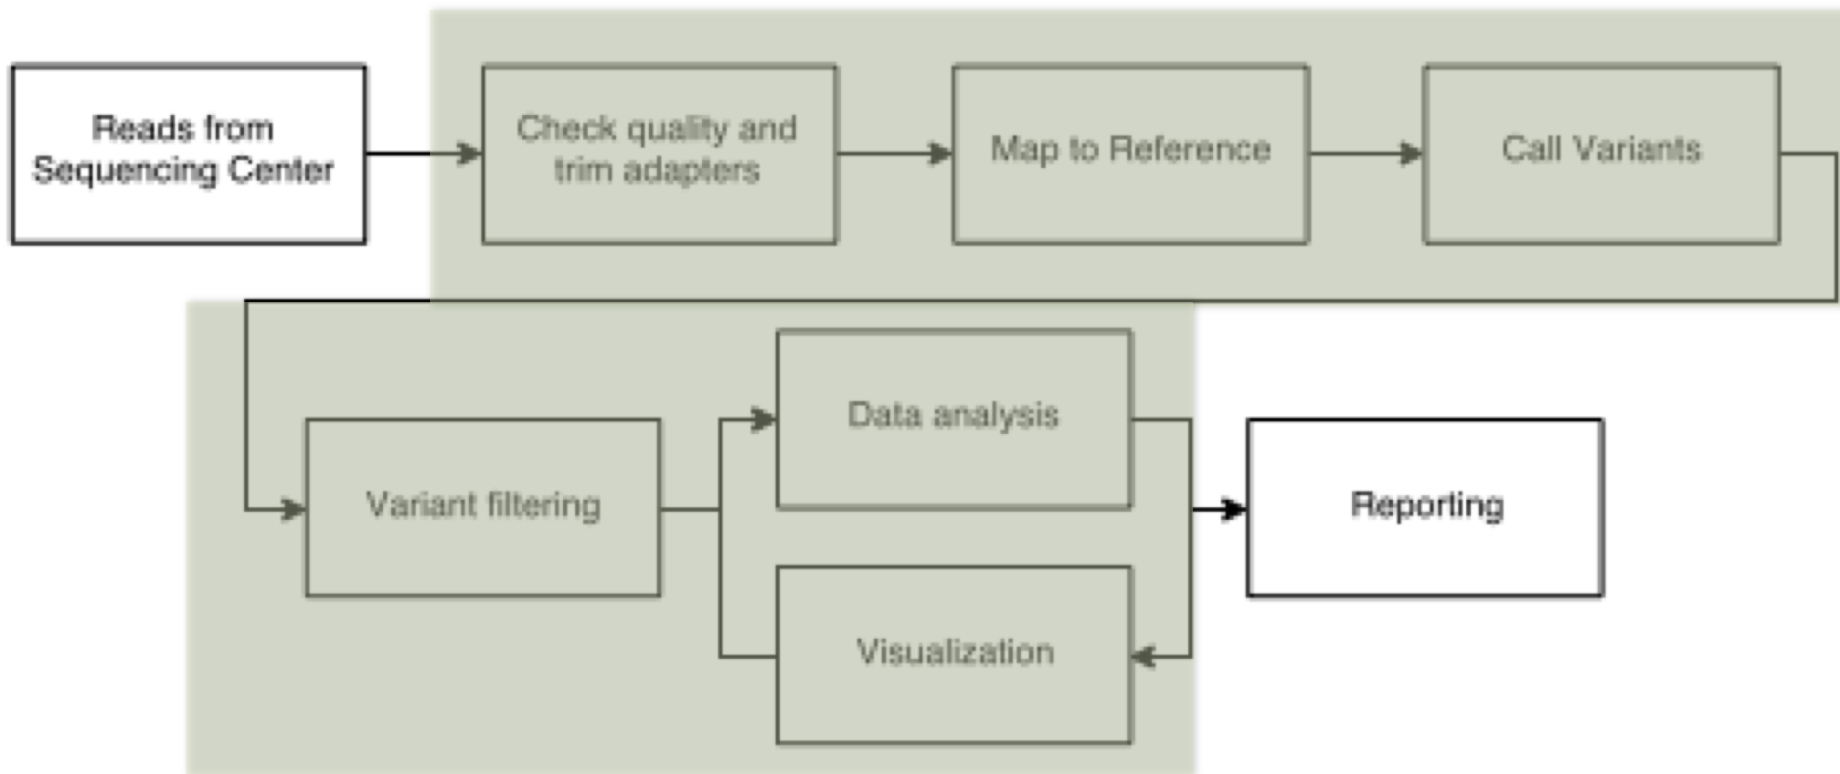 Reads from
Sequencing Center
Check quality and
trim adapters
Map to Reference
Call Variants
Variant filtering
Data analysis
Visualization
Reporting